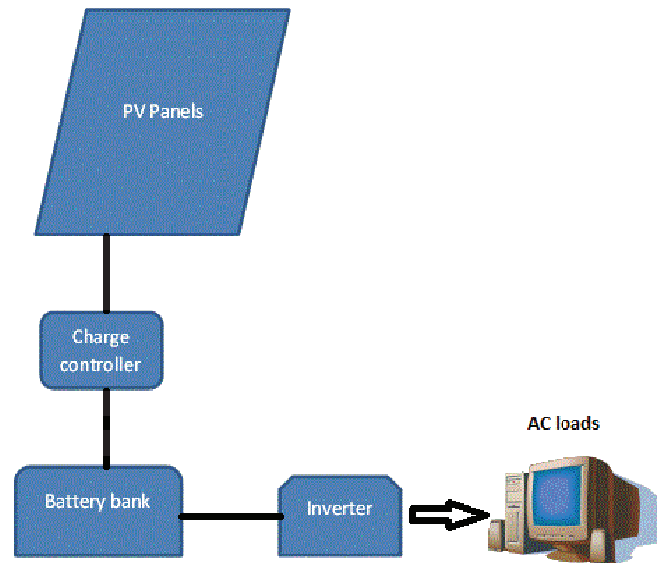 PV Panels
Charge
controller
AC loads
Battery bank
Inverter